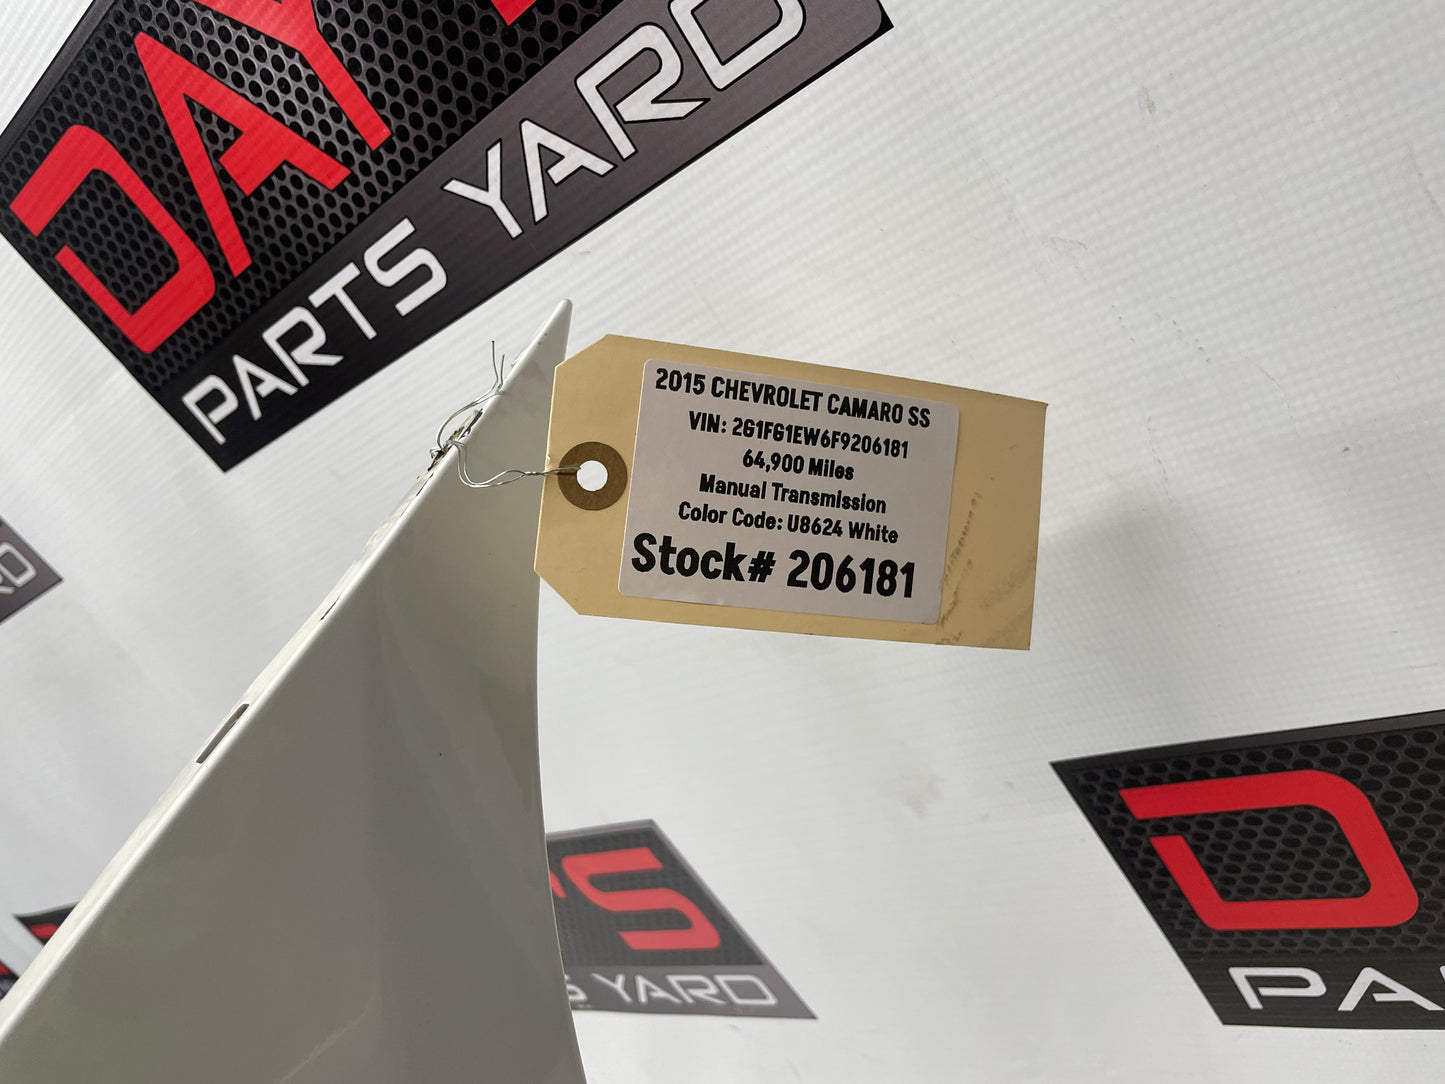 PARTS YARD
2015 CHEVROLET CAMARO SS
VIN: 2G1FG1EW6F9206181
64,900 Miles
Manual Transmission
Color Code: U8624 White
Stock# 206181
YARD